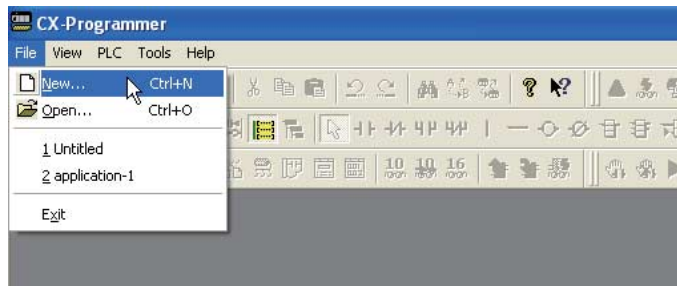 CX-Programmer
File View PLC Tools Help
New... Ctrl+N
Open... Ctrl+O
1 Untitled
2 application-1
Exit
10 10 16